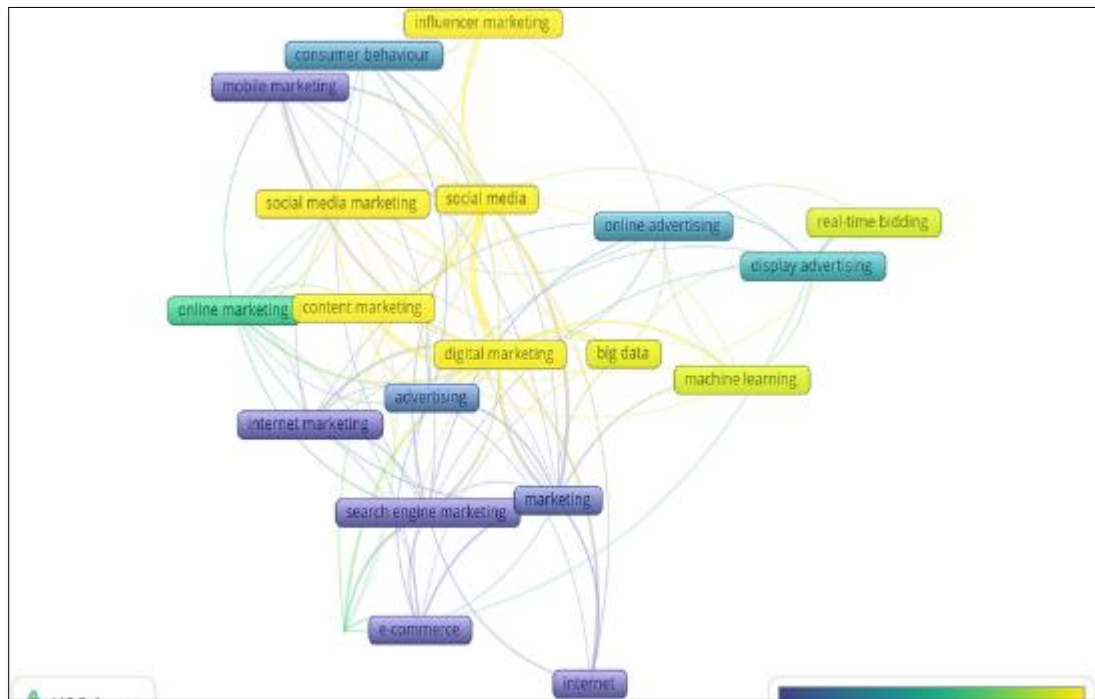 influencer marketing
consumer behaviour
mobile marketing
social media
social media marketing
online advertising
real-time bidding
display advertising
online marketing
content marketing
digital marketing
big data
machine learning
advertising
internet marketing
marketing
search engine marketing
e-commerce
internet